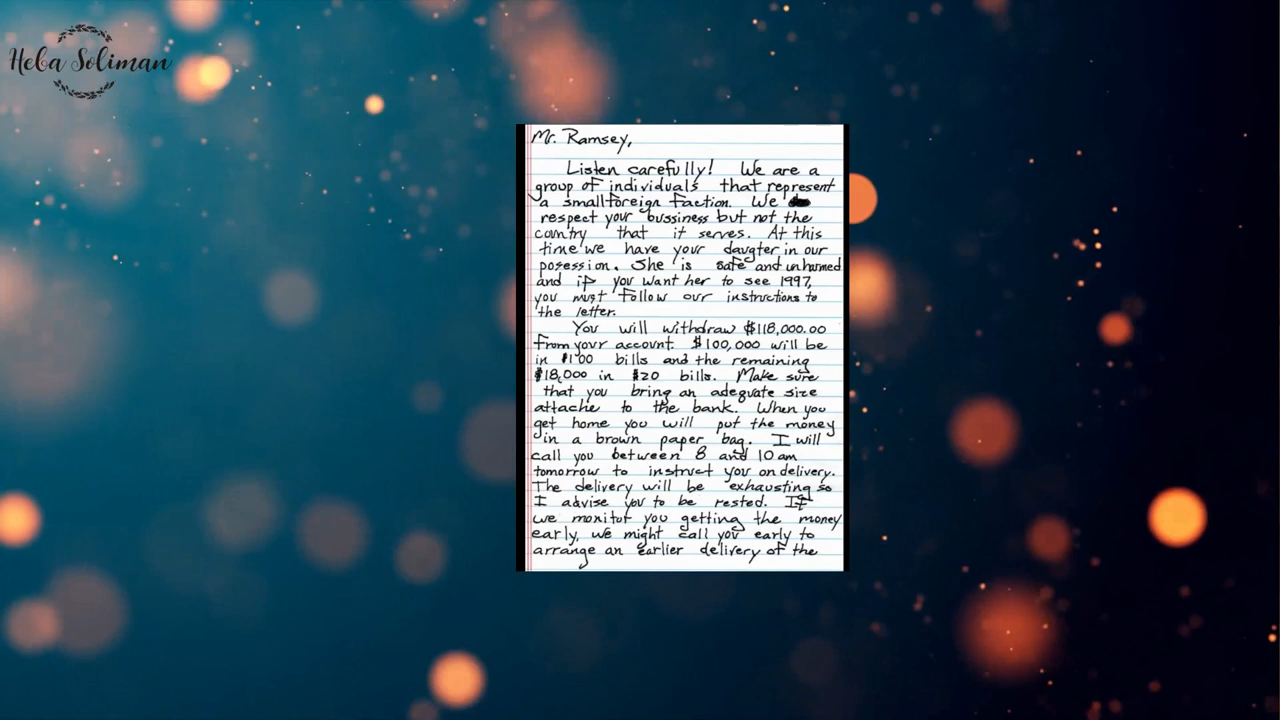 Heba Soliman
Mr. Ramsey,
Listen carefully! We are a
group of individuals that represent
a small foreign faction. We
respect your bussiness but not the
country that it serves. At this
time we have your daugter in our
posession. She is safe and unharmed
and if you want her to see 1997,
you must follow our instructions to
the letter.
You will withdraw $118,000.00
from your account. $100,000 will be
in $100 bills and the remaining
$18,000 in $20 bills. Make sure
that you bring an adequate size
attache to the bank. When you
get home you will put the money
in a brown paper bag. I will
call you between 8 and 10 am
tomorrow to instruct you on delivery.
The delivery will be exhausting so
I advise you to be rested. If
we monitor you getting the money
early, we might call you early to
arrange an earlier delivery of the